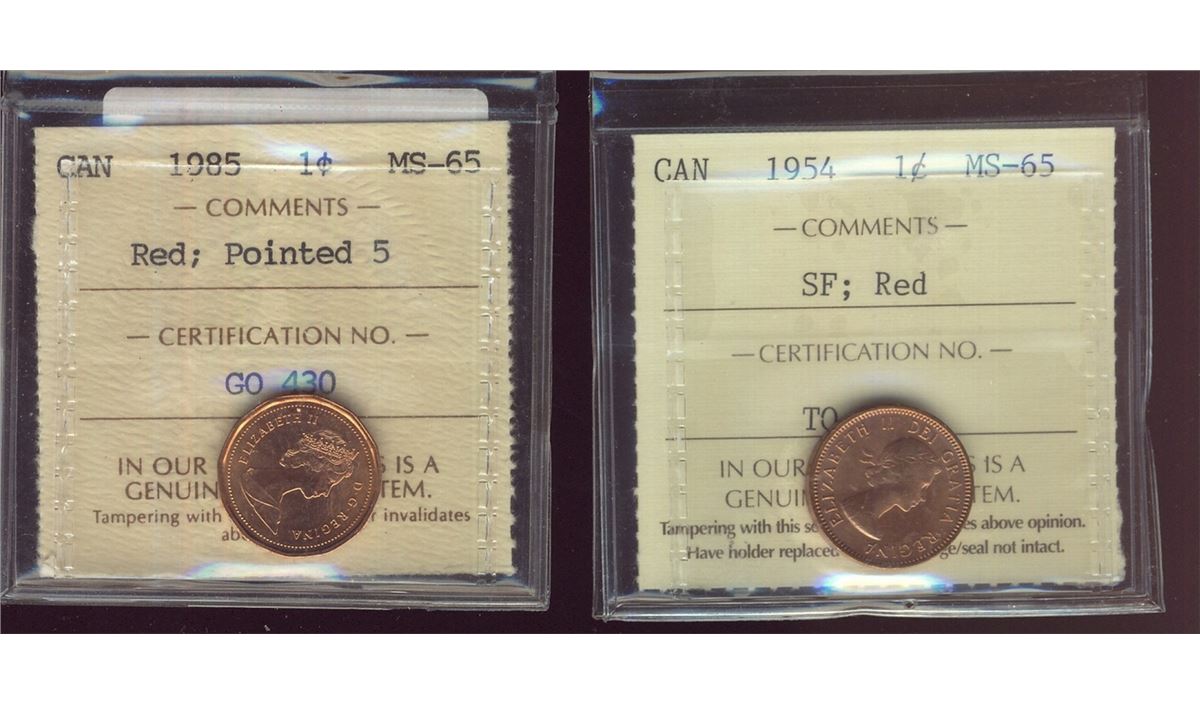 CAN 1985 1¢ MS-65
— COMMENTS —
Red; Pointed 5
— CERTIFICATION NO. —
GO 430
IN OUR S IS A
GENUIN TEM.
Tampering with r invalidates
ab
ELIZABETH II D·G·REGINA
CAN 1954 1¢ MS-65
— COMMENTS —
SF; Red
— CERTIFICATION NO. —
TO
IN OUR S IS A
GENUI TEM.
Tampering with this se es above opinion.
Have holder replaced ge/seal not intact.
ELIZABETH II DEI GRATIA REGINA